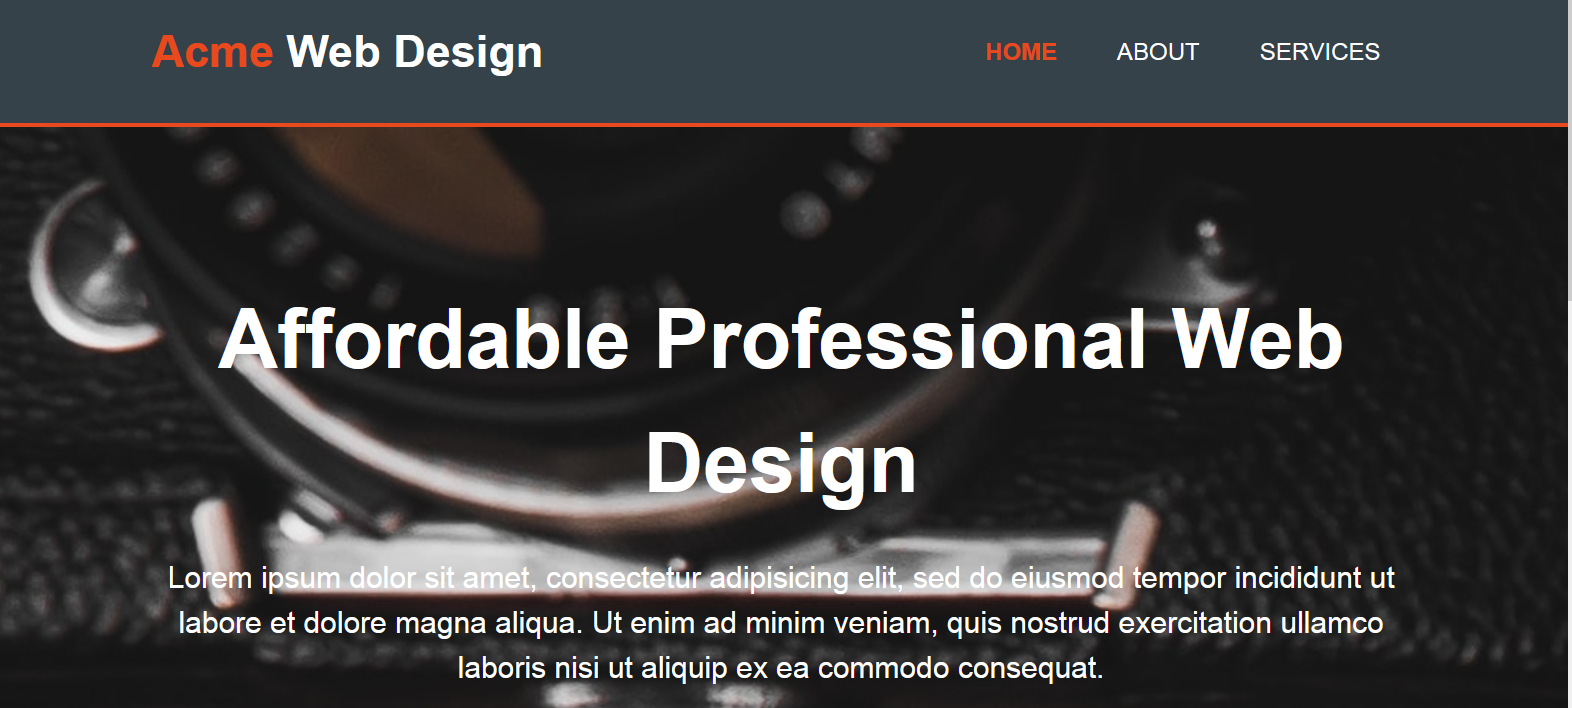 Acme Web Design
HOME ABOUT SERVICES
Affordable Professional Web
Design
Lorem ipsum dolor sit amet, consectetur adipisicing elit, sed do eiusmod tempor incididunt ut
labore et dolore magna aliqua. Ut enim ad minim veniam, quis nostrud exercitation ullamco
laboris nisi ut aliquip ex ea commodo consequat.